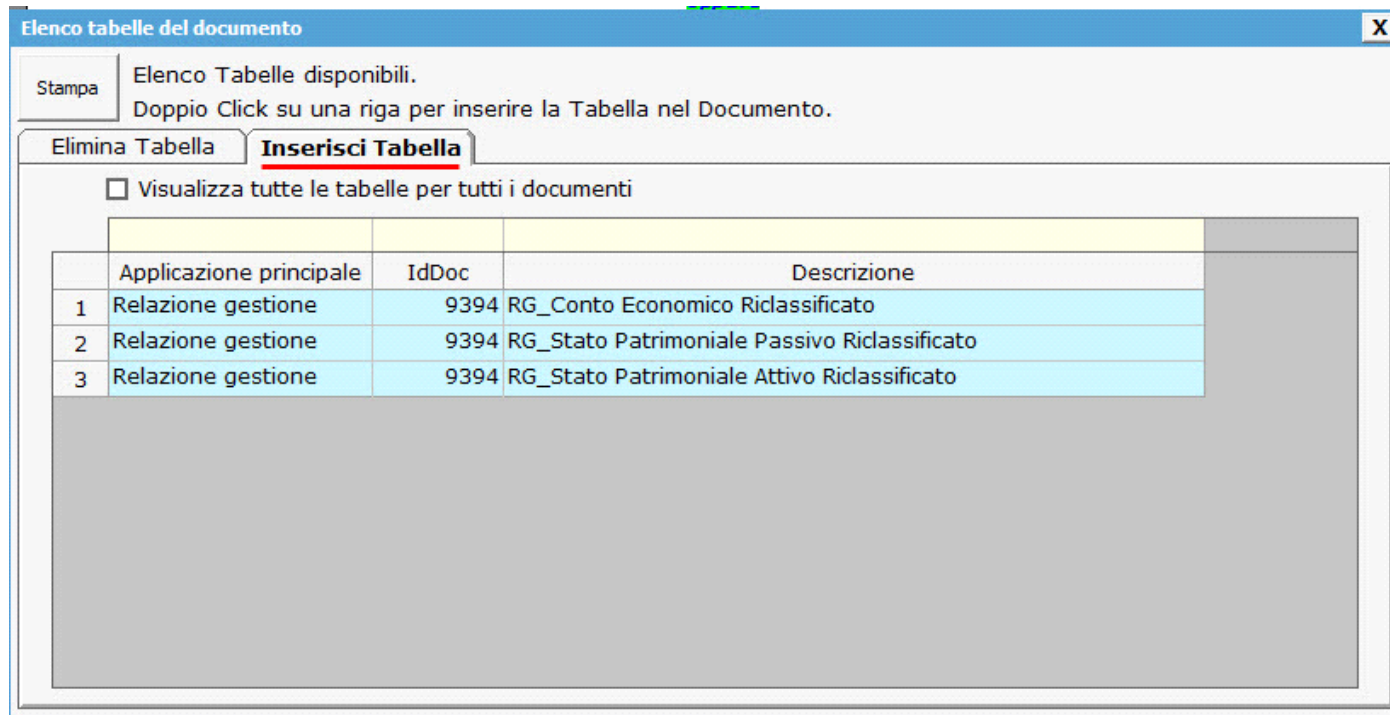 Elenco tabelle del documento
X
Stampa
Elenco Tabelle disponibili.
Doppio Click su una riga per inserire la Tabella nel Documento.
Elimina Tabella Inserisci Tabella
Visualizza tutte le tabelle per tutti i documenti
Applicazione principale IdDoc Descrizione
1 Relazione gestione 9394 RG_Conto Economico Riclassificato
2 Relazione gestione 9394 RG_Stato Patrimoniale Passivo Riclassificato
3 Relazione gestione 9394 RG_Stato Patrimoniale Attivo Riclassificato